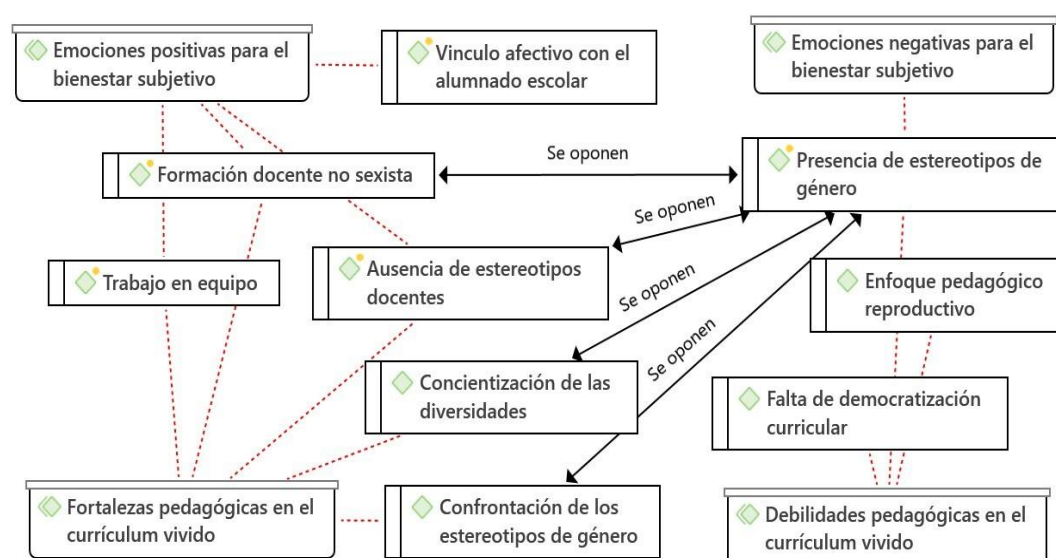 Emociones positivas para el
bienestar subjetivo
Vinculo afectivo con el
alumnado escolar
Emociones negativas para el
bienestar subjetivo
Formación docente no sexista
Se oponen
Presencia de estereotipos de
género
Se oponen
Trabajo en equipo
Ausencia de estereotipos
docentes
Se oponen
Enfoque pedagógico
reproductivo
Se oponen
Concientización de las
diversidades
Falta de democratización
curricular
Fortalezas pedagógicas en el
currículum vivido
Confrontación de los
estereotipos de género
Debilidades pedagógicas en el
currículum vivido